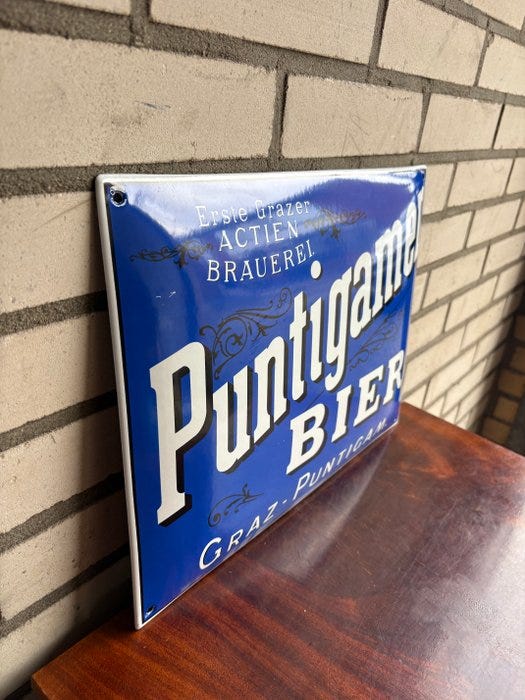 Erste Grazer
ACTIEN
BRAUEREI.
Puntigamer
BIER
GRAZ-PUNTIGAM.